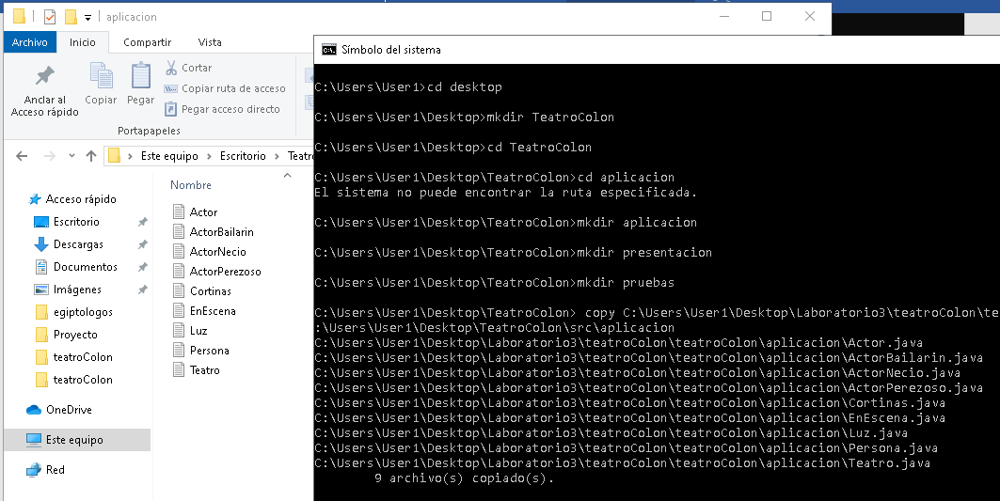 aplicacion
Archivo Inicio Compartir Vista
Anclar al Acceso rápido
Copiar
Pegar
Cortar
Copiar ruta de acceso
Pegar acceso directo
Portapapeles
Este equipo > Escritorio > Teatro
Acceso rápido
Escritorio
Descargas
Documentos
Imágenes
egiptologos
Proyecto
teatroColon
teatroColon
OneDrive
Este equipo
Red
Nombre
Actor
ActorBailarin
ActorNecio
ActorPerezoso
Cortinas
EnEscena
Luz
Persona
Teatro
Símbolo del sistema
C:\Users\User1>cd desktop
C:\Users\User1\Desktop>mkdir TeatroColon
C:\Users\User1\Desktop>cd TeatroColon
C:\Users\User1\Desktop\TeatroColon>cd aplicacion
El sistema no puede encontrar la ruta especificada.
C:\Users\User1\Desktop\TeatroColon>mkdir aplicacion
C:\Users\User1\Desktop\TeatroColon>mkdir presentacion
C:\Users\User1\Desktop\TeatroColon>mkdir pruebas
C:\Users\User1\Desktop\TeatroColon> copy C:\Users\User1\Desktop\Laboratorio3\teatroColon\te
:\Users\User1\Desktop\TeatroColon\src\aplicacion
C:\Users\User1\Desktop\Laboratorio3\teatroColon\teatroColon\aplicacion\Actor.java
C:\Users\User1\Desktop\Laboratorio3\teatroColon\teatroColon\aplicacion\ActorBailarin.java
C:\Users\User1\Desktop\Laboratorio3\teatroColon\teatroColon\aplicacion\ActorNecio.java
C:\Users\User1\Desktop\Laboratorio3\teatroColon\teatroColon\aplicacion\ActorPerezoso.java
C:\Users\User1\Desktop\Laboratorio3\teatroColon\teatroColon\aplicacion\Cortinas.java
C:\Users\User1\Desktop\Laboratorio3\teatroColon\teatroColon\aplicacion\EnEscena.java
C:\Users\User1\Desktop\Laboratorio3\teatroColon\teatroColon\aplicacion\Luz.java
C:\Users\User1\Desktop\Laboratorio3\teatroColon\teatroColon\aplicacion\Persona.java
C:\Users\User1\Desktop\Laboratorio3\teatroColon\teatroColon\aplicacion\Teatro.java
9 archivo(s) copiado(s).